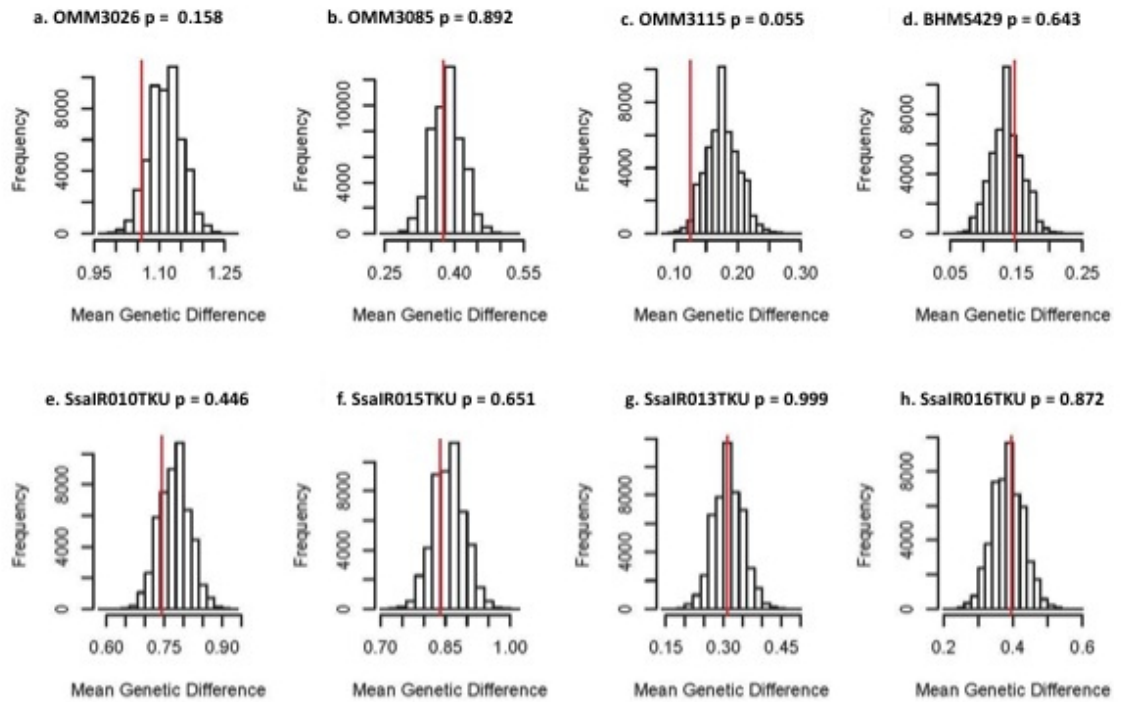 a. OMM3026 p = 0.158
b. OMM3085 p = 0.892
c. OMM3115 p = 0.055
d. BHMS429 p = 0.643
Frequency
0 4000 8000
0.95 1.10 1.25
Mean Genetic Difference
Frequency
0 4000 10000
0.25 0.40 0.55
Mean Genetic Difference
Frequency
0 4000 8000
0.10 0.20 0.30
Mean Genetic Difference
Frequency
0 4000 8000
0.05 0.15 0.25
Mean Genetic Difference
e. SsaIR010TKU p = 0.446
f. SsaIR015TKU p = 0.651
g. SsaIR013TKU p = 0.999
h. SsaIR016TKU p = 0.872
Frequency
0 4000 8000
0.60 0.75 0.90
Mean Genetic Difference
Frequency
0 4000 8000
0.70 0.85 1.00
Mean Genetic Difference
Frequency
0 4000 8000
0.15 0.30 0.45
Mean Genetic Difference
Frequency
0 4000 8000
0.2 0.4 0.6
Mean Genetic Difference